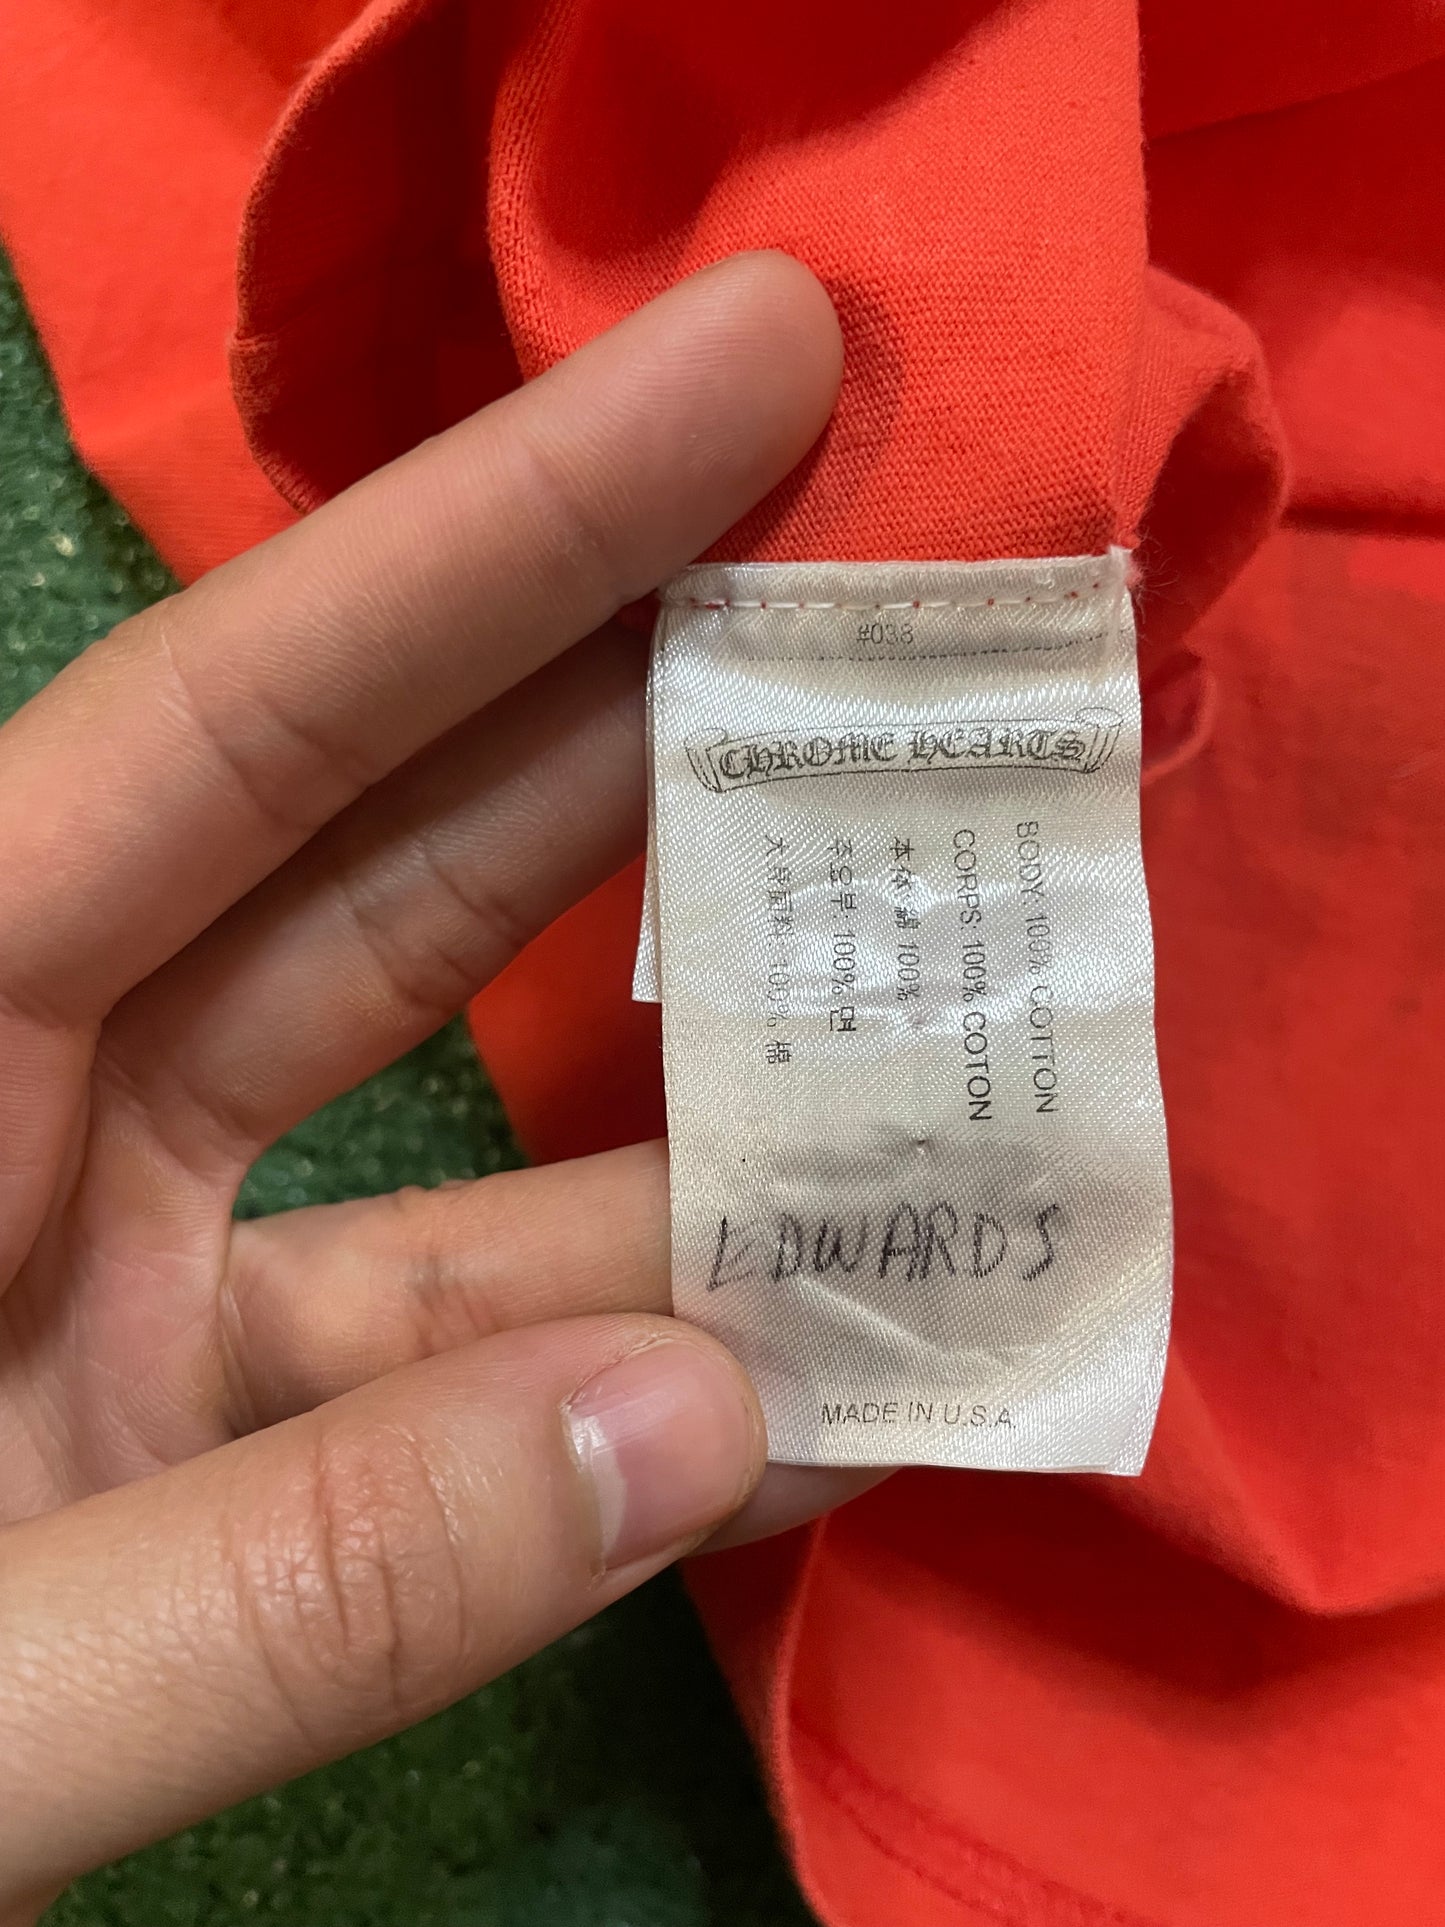 #038
CHROME HEARTS
BODY: 100% COTTON
CORPS: 100% COTON
本体 綿 100%
주요부: 100% 면
大身面料: 100% 棉
EDWARDS
MADE IN U.S.A.